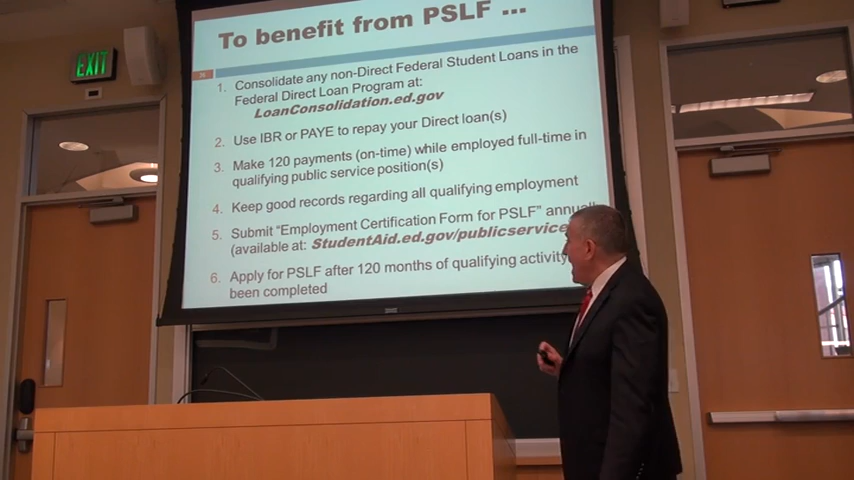 EXIT
To benefit from PSLF ...
1. Consolidate any non-Direct Federal Student Loans in the
Federal Direct Loan Program at:
LoanConsolidation.ed.gov
2. Use IBR or PAYE to repay your Direct loan(s)
3. Make 120 payments (on-time) while employed full-time in
qualifying public service position(s)
4. Keep good records regarding all qualifying employment
5. Submit "Employment Certification Form for PSLF"
(available at: StudentAid.ed.gov/publicservice
6. Apply for PSLF after 120 months of qualifying activity
been completed